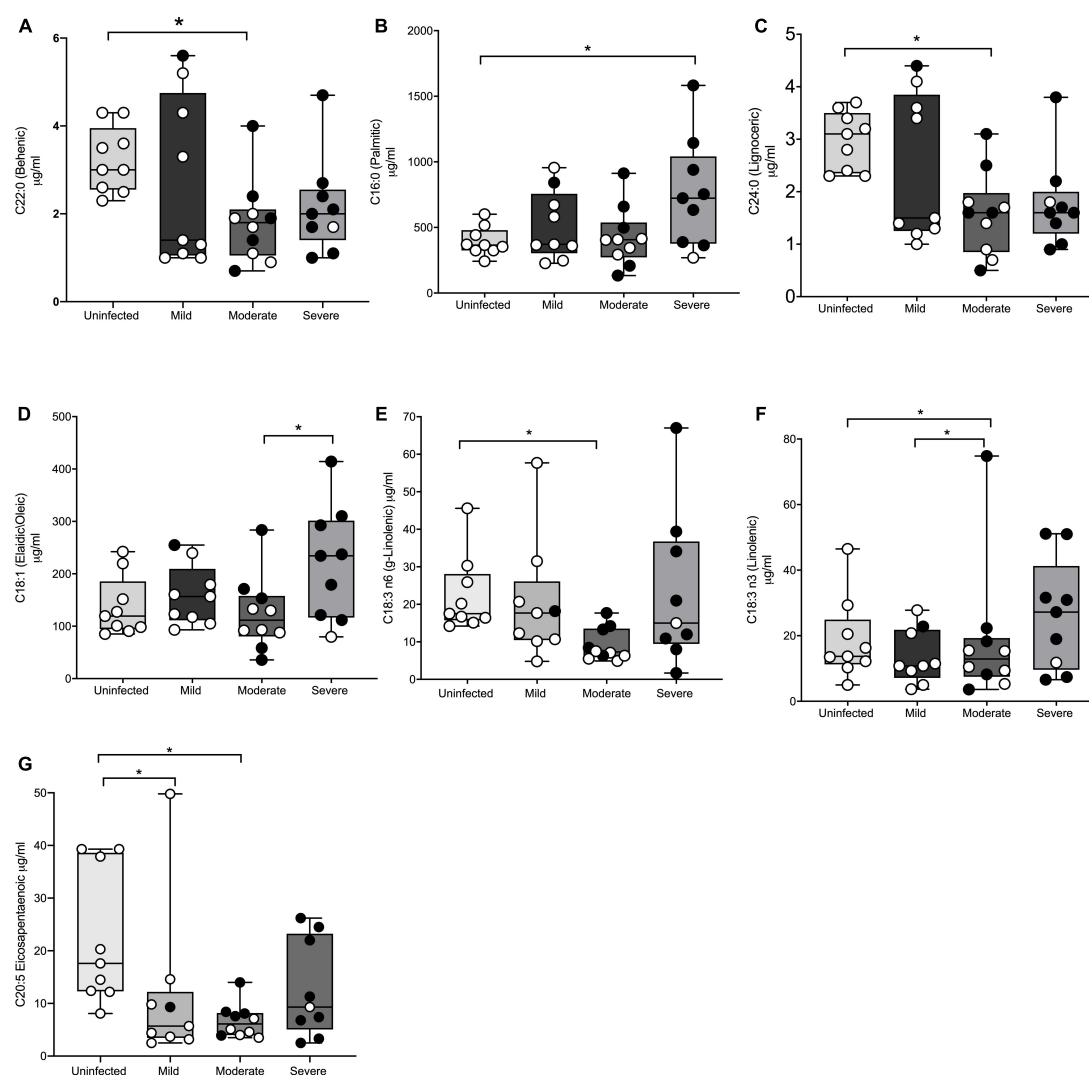 A
*
C22:0 (Behenic)
µg/ml
6
4
2
0
Uninfected Mild Moderate Severe
B
*
C16:0 (Palmitic)
µg/ml
2000
1500
1000
500
0
Uninfected Mild Moderate Severe
C
*
C24:0 (Lignoceric)
µg/ml
5
4
3
2
1
0
Uninfected Mild Moderate Severe
D
*
C18:1 (Elaidic\Oleic)
µg/ml
500
400
300
200
100
0
Uninfected Mild Moderate Severe
E
*
C18:3 n6 (g-Linolenic) µg/ml
70
60
50
40
30
20
10
0
Uninfected Mild Moderate Severe
F
*
*
C18:3 n3 (Linolenic)
µg/ml
80
60
40
20
0
Uninfected Mild Moderate Severe
G
*
*
C20:5 Eicosapentaenoic µg/ml
50
40
30
20
10
0
Uninfected Mild Moderate Severe